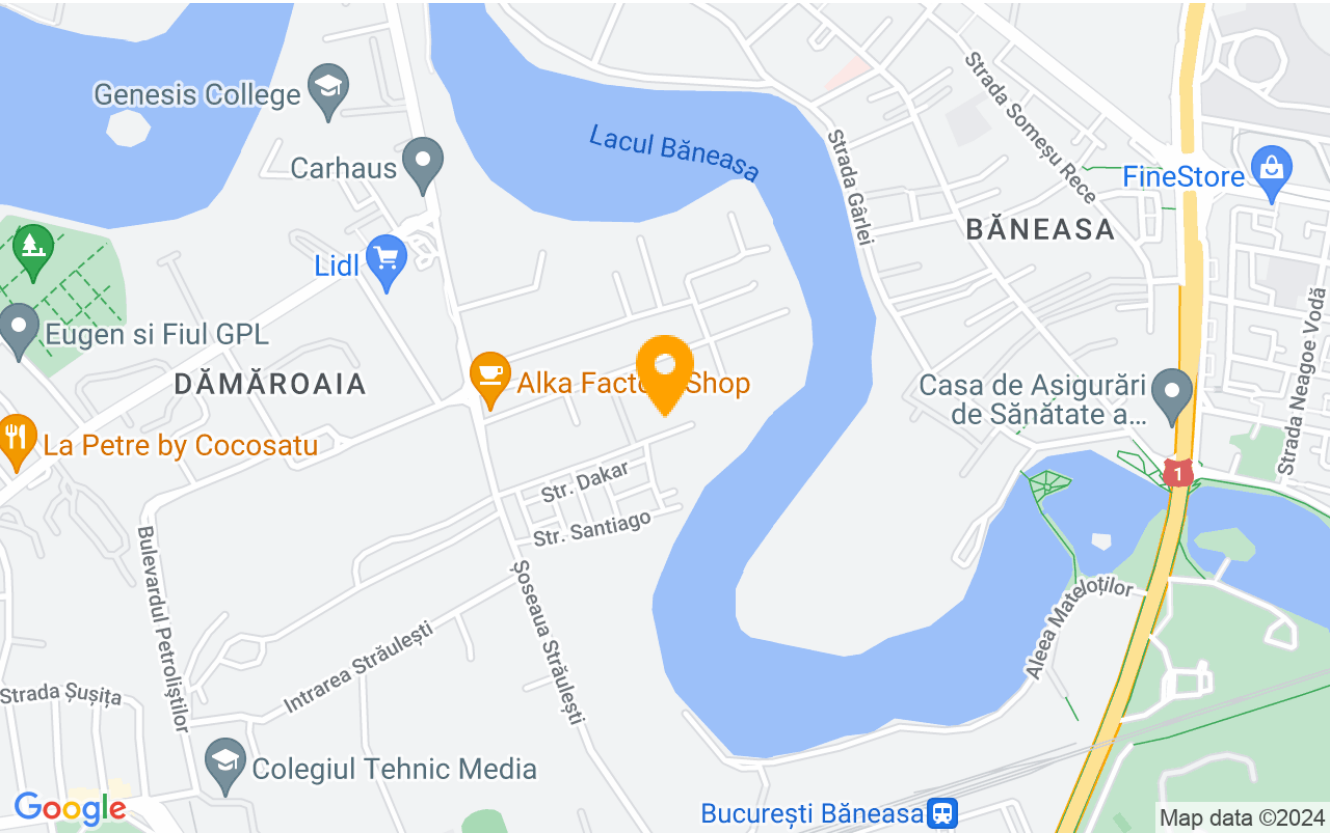 Genesis College
Lacul Băneasa
Carhaus
Strada Gârlei
Strada Someșu Rece
FineStore
BĂNEASA
Lidl
Eugen si Fiul GPL
DĂMĂROAIA
Alka Facto Shop
Casa de Asigurări
de Sănătate a...
Strada Neagoe Vodă
La Petre by Cocosatu
Str. Dakar
Str. Santiago
1
Bulevardul Petroliștilor
Șoseaua Străulești
Aleea Mateloților
Intrarea Străulești
Strada Șușița
Colegiul Tehnic Media
Google
București Băneasa
Map data ©2024